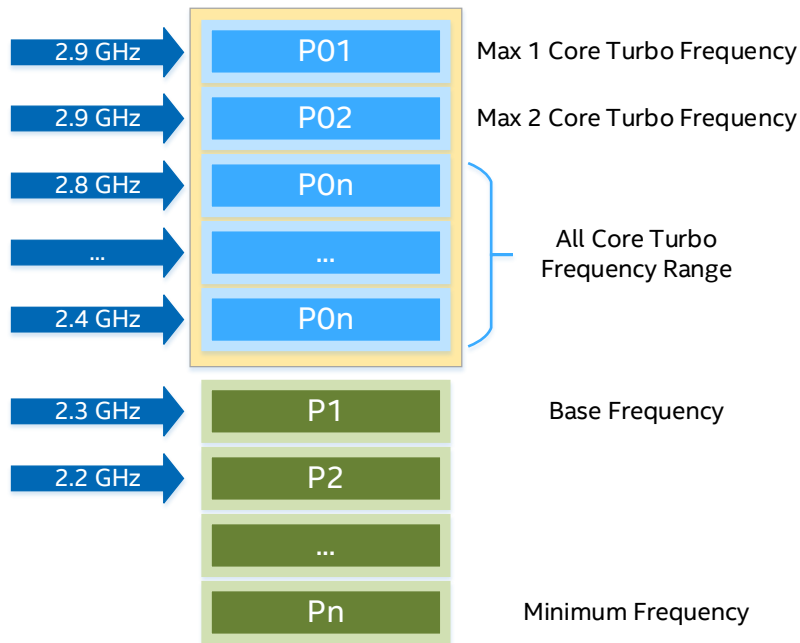 2.9 GHz P01 Max 1 Core Turbo Frequency
2.9 GHz P02 Max 2 Core Turbo Frequency
2.8 GHz P0n
... ... All Core Turbo
Frequency Range
2.4 GHz P0n
2.3 GHz P1 Base Frequency
2.2 GHz P2
...
Pn Minimum Frequency